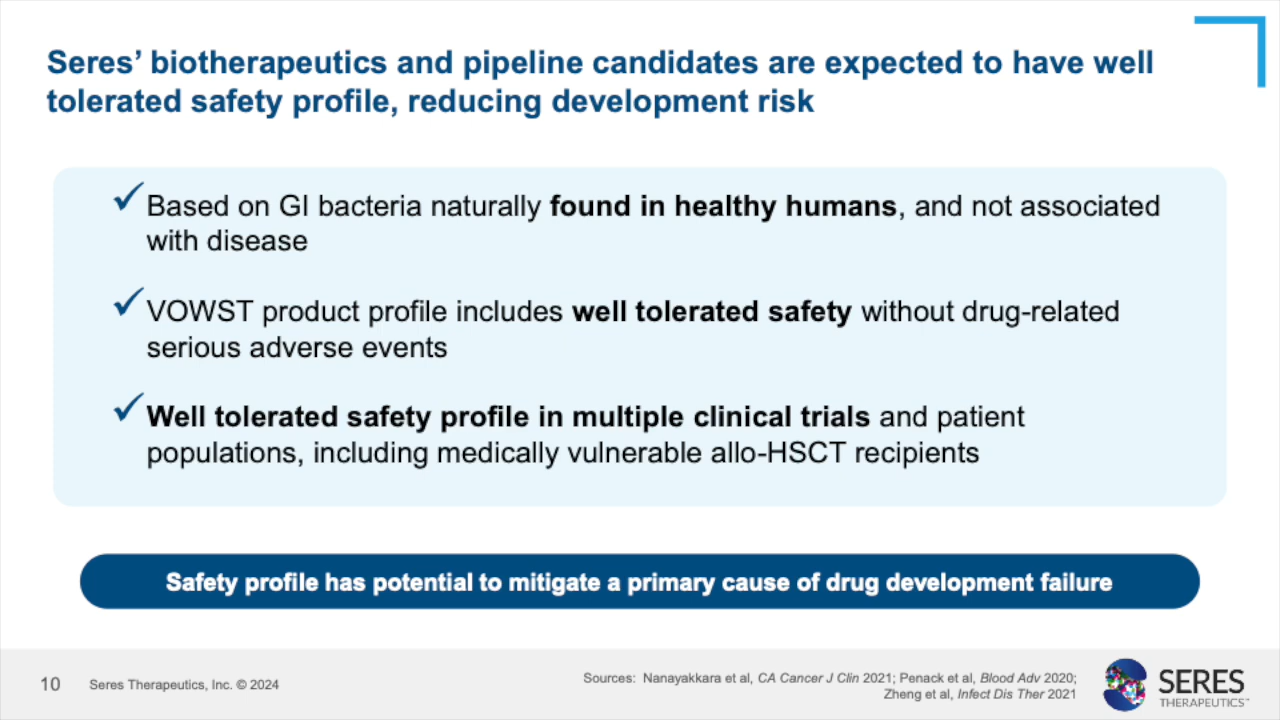 Seres’ biotherapeutics and pipeline candidates are expected to have well
tolerated safety profile, reducing development risk
✓Based on GI bacteria naturally found in healthy humans, and not associated
with disease
✓VOWST product profile includes well tolerated safety without drug-related
serious adverse events
✓Well tolerated safety profile in multiple clinical trials and patient
populations, including medically vulnerable allo-HSCT recipients
Safety profile has potential to mitigate a primary cause of drug development failure
10 Seres Therapeutics, Inc. © 2024
Sources: Nanayakkara et al, CA Cancer J Clin 2021; Penack et al, Blood Adv 2020;
Zheng et al, Infect Dis Ther 2021
SERES
THERAPEUTICS™